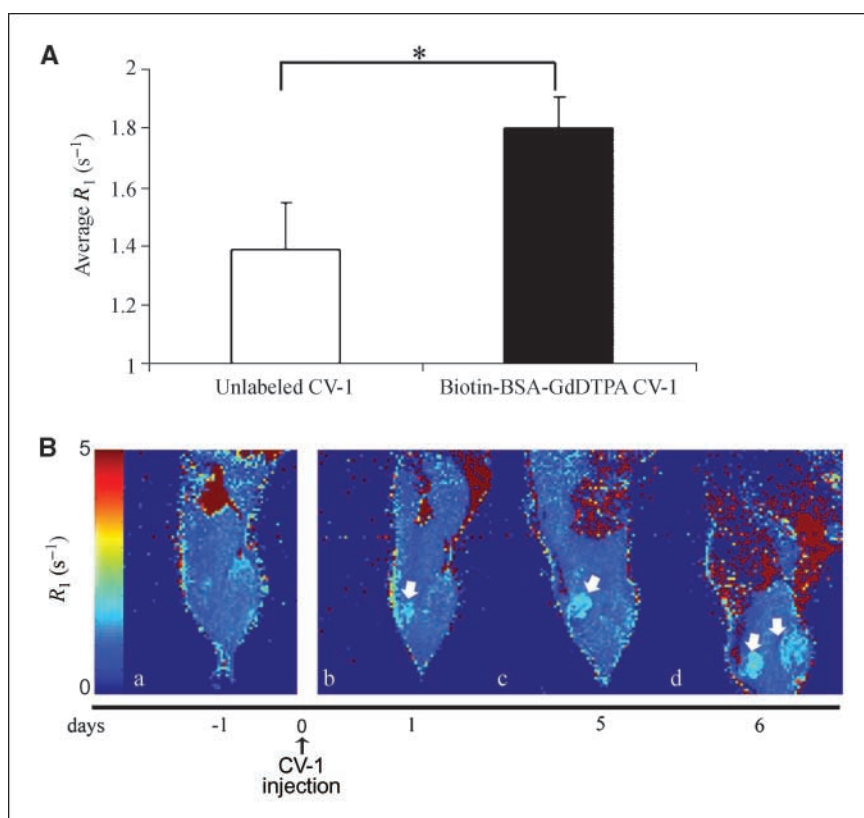 A
*
2
1.8
1.6
1.4
1.2
1
Average R1 (s−1)
Unlabeled CV-1 Biotin-BSA-GdDTPA CV-1
B
5
R1 (s−1)
0
a b c d
days -1 0 1 5 6
↑
CV-1
injection